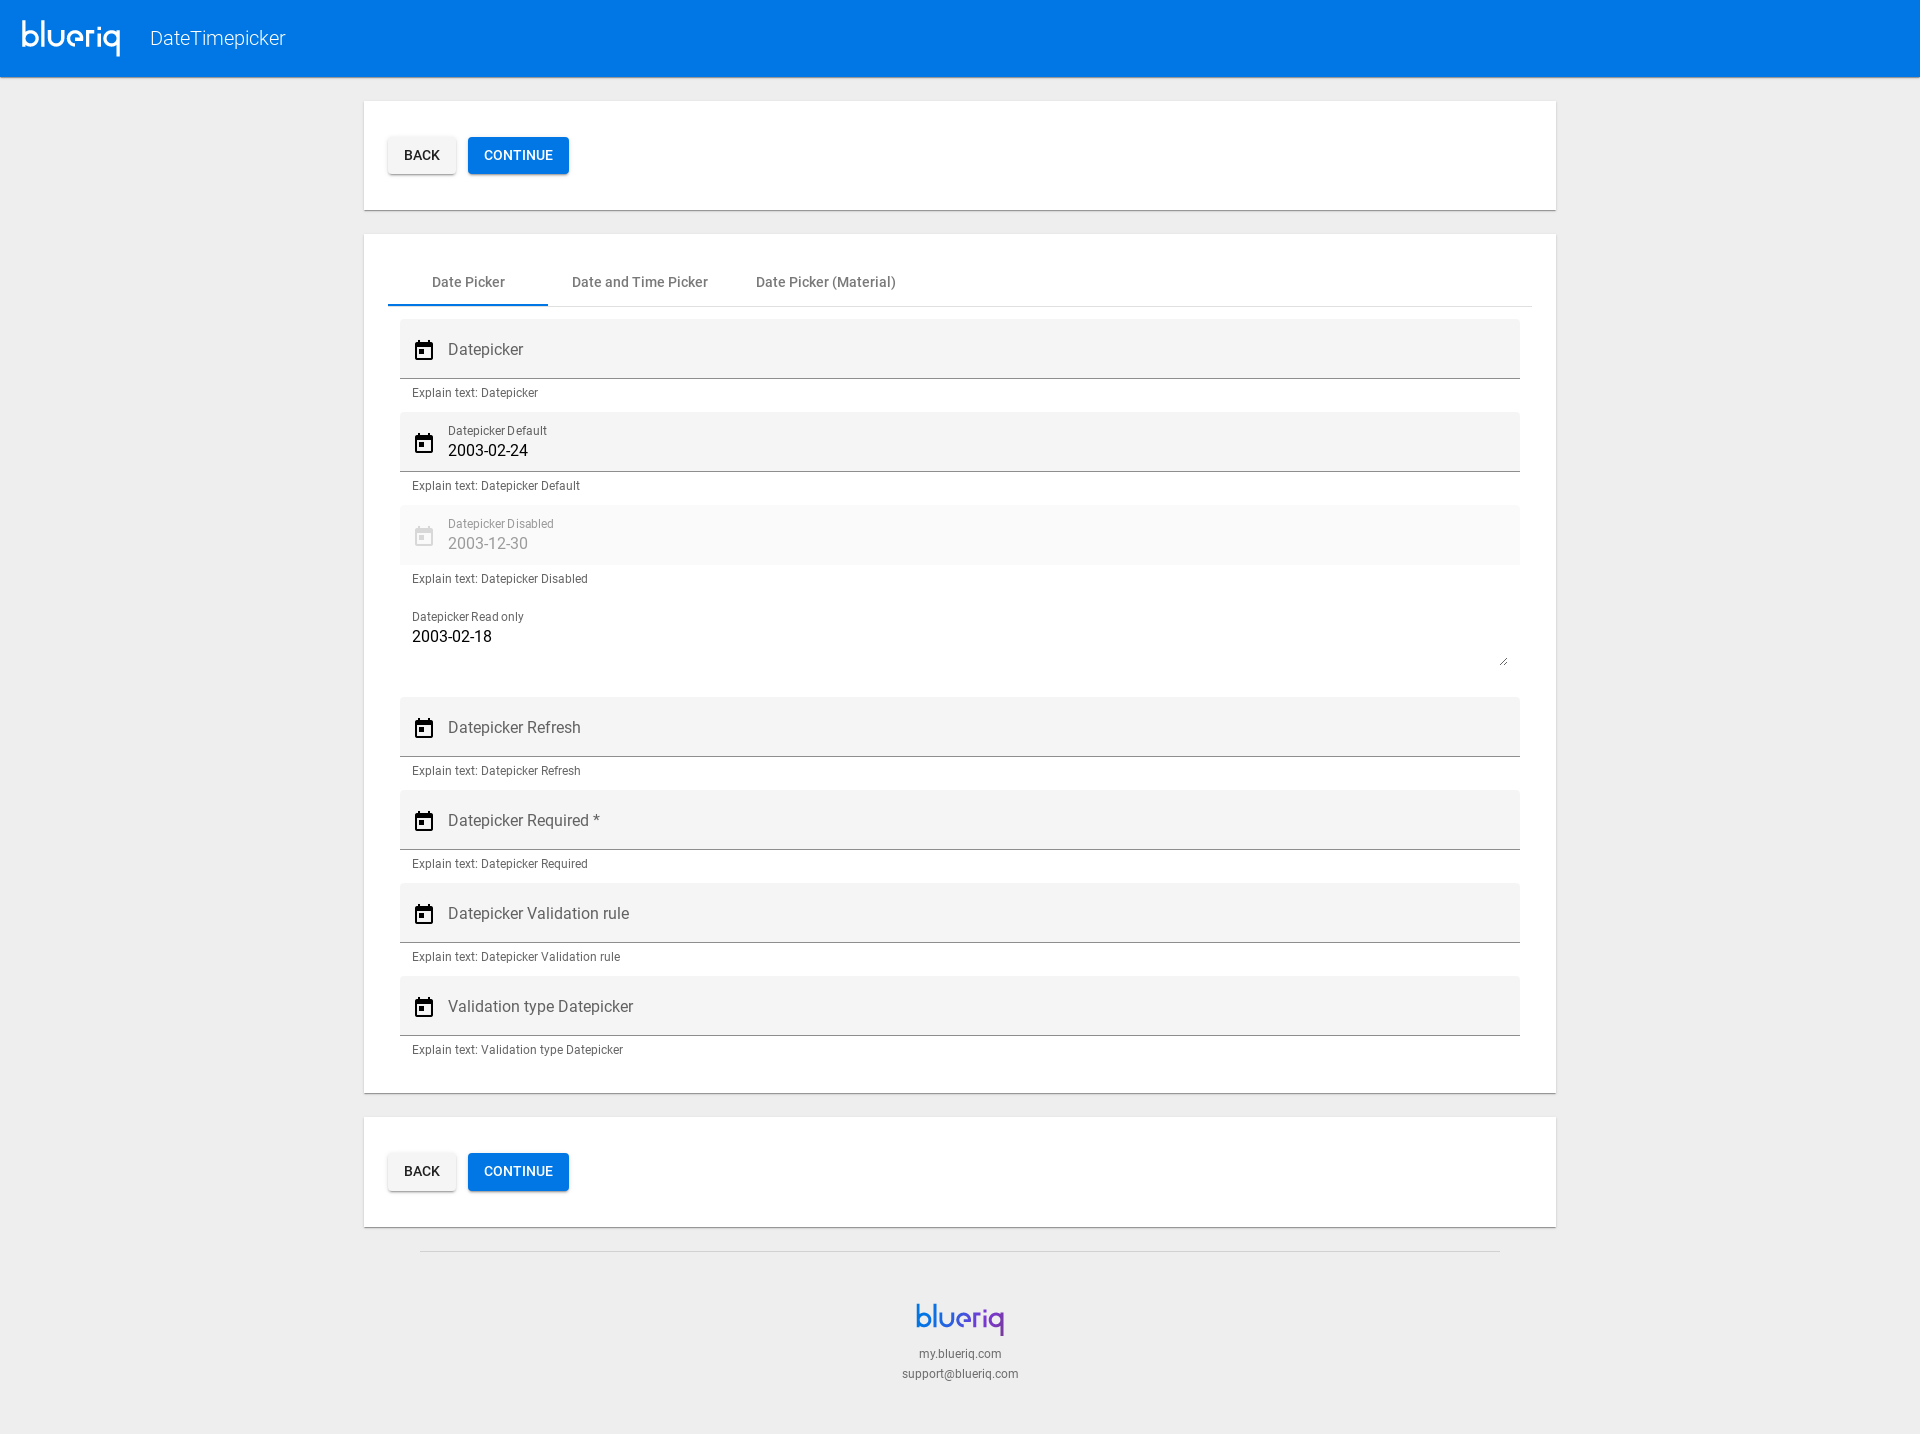 blueriq DateTimepicker
BACK CONTINUE
Date Picker Date and Time Picker Date Picker (Material)
Datepicker
Explain text: Datepicker
Datepicker Default
2003-02-24
Explain text: Datepicker Default
Datepicker Disabled
2003-12-30
Explain text: Datepicker Disabled
Datepicker Read only
2003-02-18
Datepicker Refresh
Explain text: Datepicker Refresh
Datepicker Required *
Explain text: Datepicker Required
Datepicker Validation rule
Explain text: Datepicker Validation rule
Validation type Datepicker
Explain text: Validation type Datepicker
BACK CONTINUE
blueriq
my.blueriq.com
support@blueriq.com